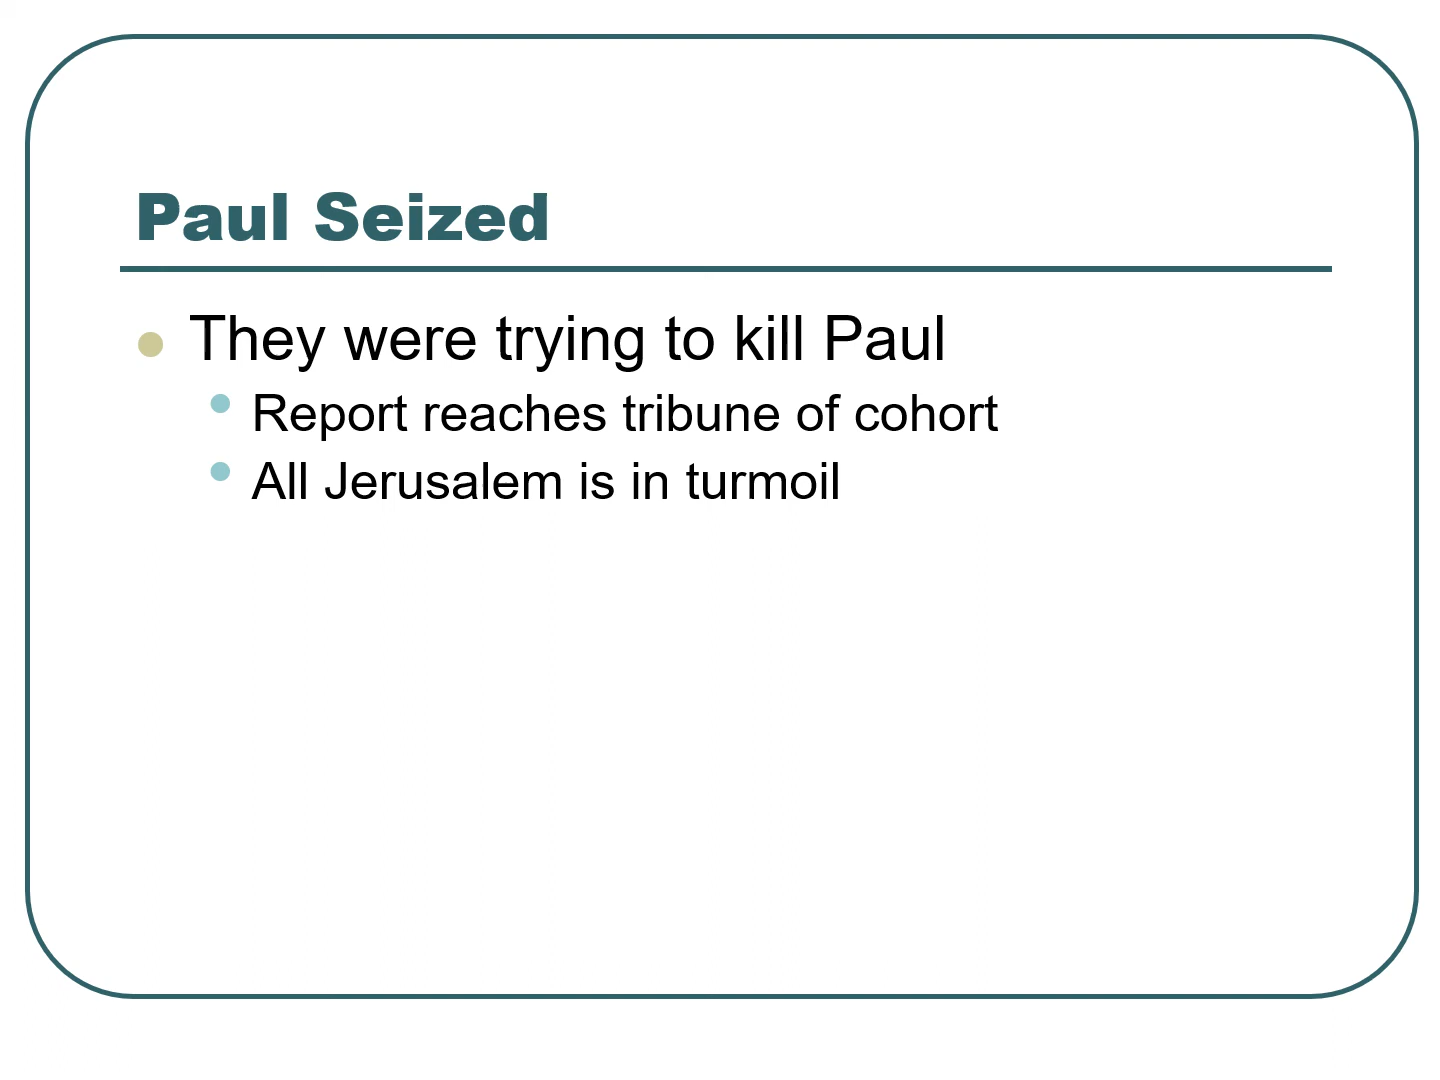 Paul Seized
They were trying to kill Paul
Report reaches tribune of cohort
All Jerusalem is in turmoil